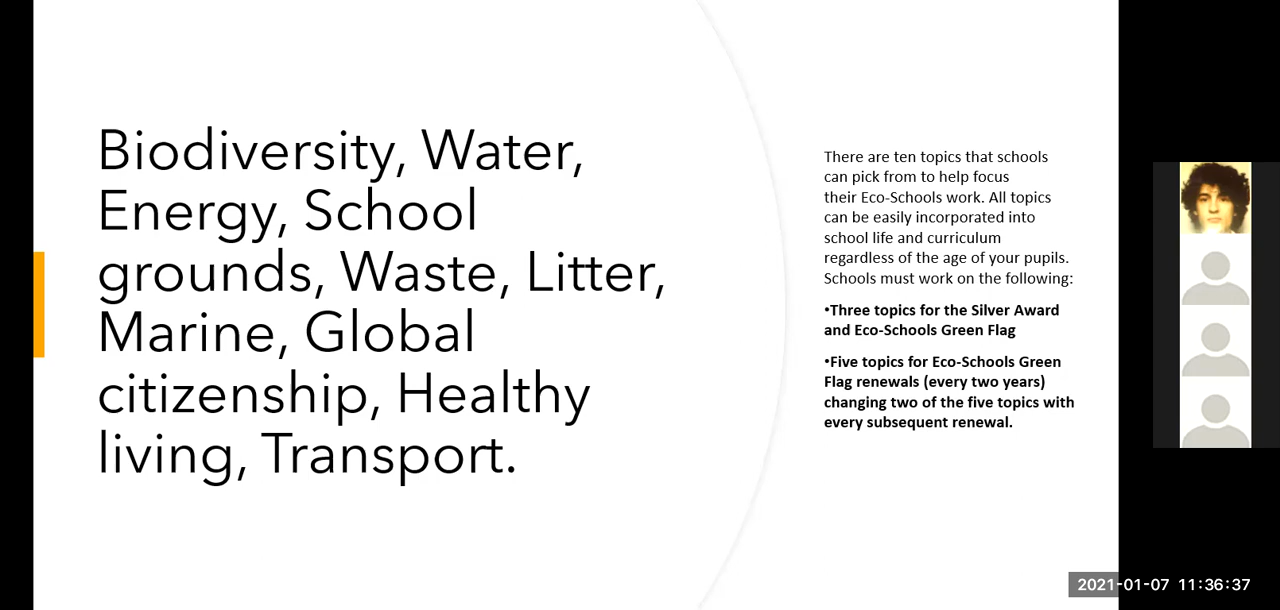 Biodiversity, Water,
Energy, School
grounds, Waste, Litter,
Marine, Global
citizenship, Healthy
living, Transport.
There are ten topics that schools
can pick from to help focus
their Eco-Schools work. All topics
can be easily incorporated into
school life and curriculum
regardless of the age of your pupils.
Schools must work on the following:
•Three topics for the Silver Award
and Eco-Schools Green Flag
•Five topics for Eco-Schools Green
Flag renewals (every two years)
changing two of the five topics with
every subsequent renewal.
2021-01-07 11:36:37